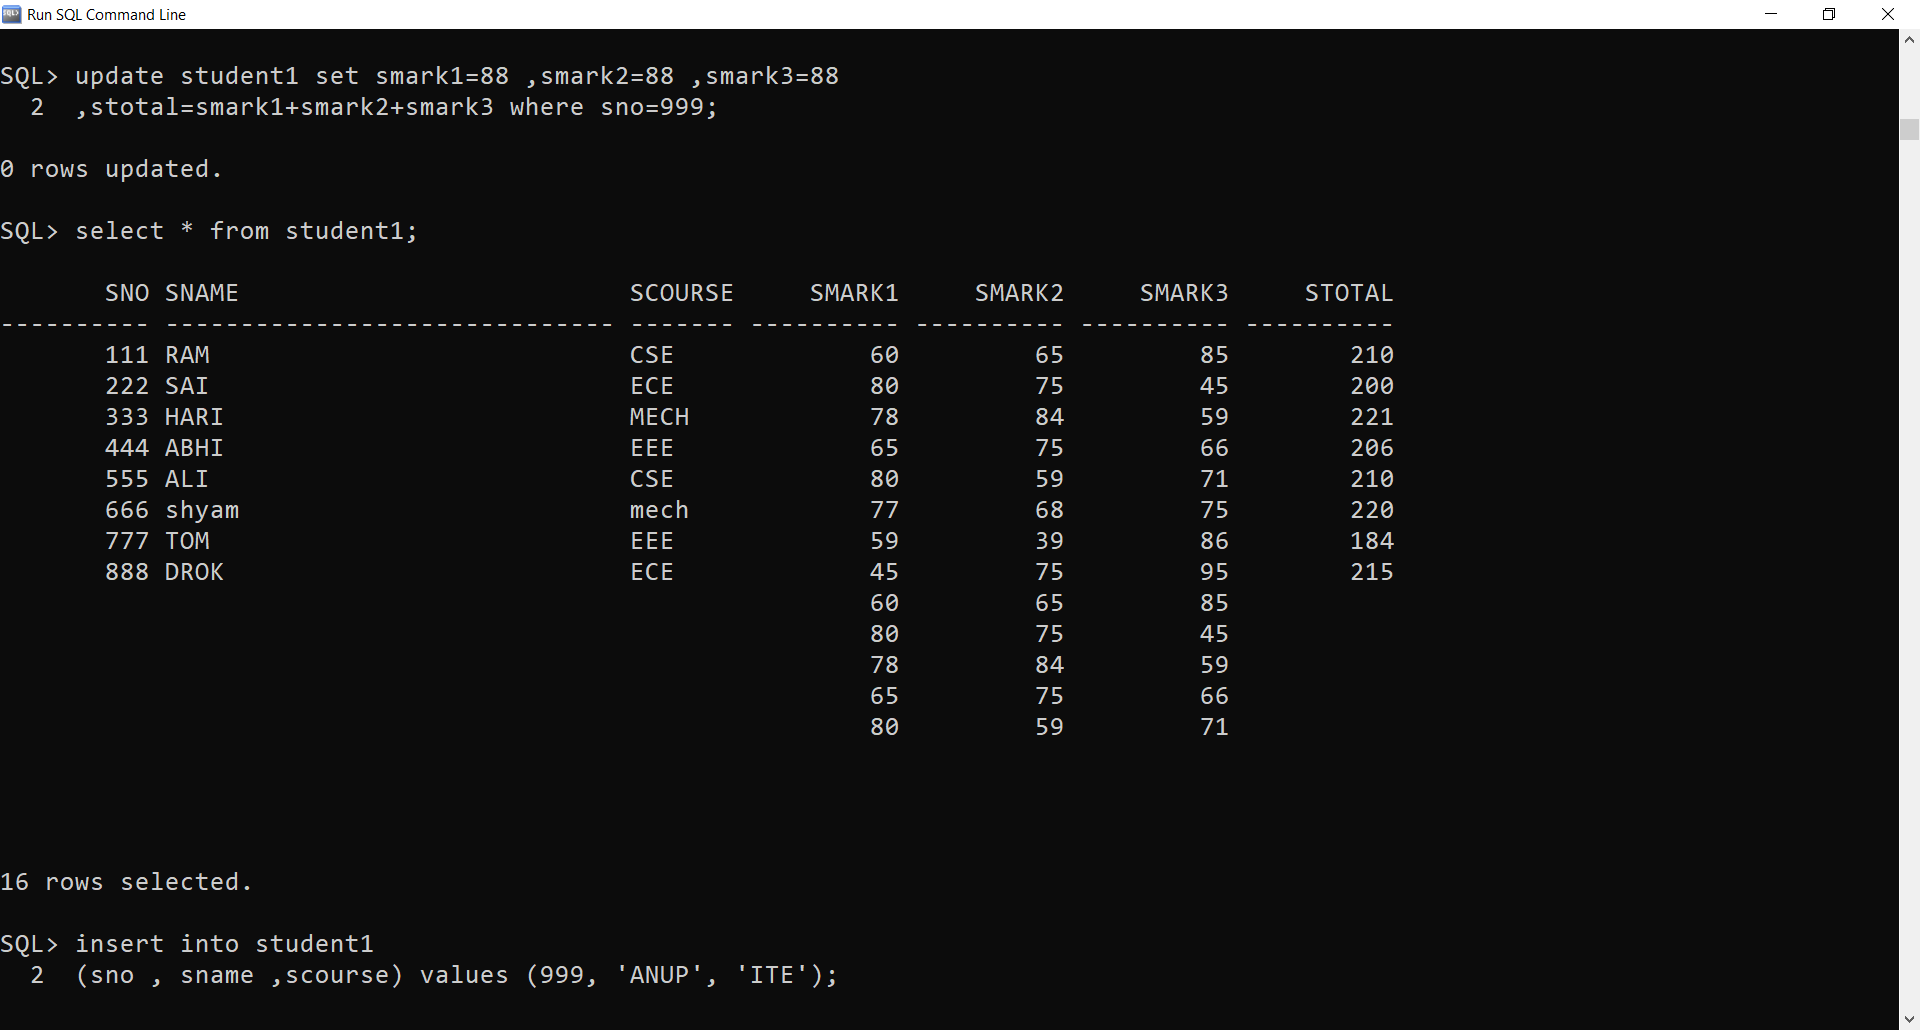 Run SQL Command Line
SQL> update student1 set smark1=88 ,smark2=88 ,smark3=88
  2  ,stotal=smark1+smark2+smark3 where sno=999;
0 rows updated.
SQL> select * from student1;
       SNO SNAME                          SCOURSE     SMARK1     SMARK2     SMARK3     STOTAL
---------- ------------------------------ ------- ---------- ---------- ---------- ----------
       111 RAM                            CSE             60         65         85        210
       222 SAI                            ECE             80         75         45        200
       333 HARI                           MECH            78         84         59        221
       444 ABHI                           EEE             65         75         66        206
       555 ALI                            CSE             80         59         71        210
       666 shyam                          mech            77         68         75        220
       777 TOM                            EEE             59         39         86        184
       888 DROK                           ECE             45         75         95        215
                                                          60         65         85
                                                          80         75         45
                                                          78         84         59
                                                          65         75         66
                                                          80         59         71
16 rows selected.
SQL> insert into student1
  2  (sno , sname ,scourse) values (999, 'ANUP', 'ITE');